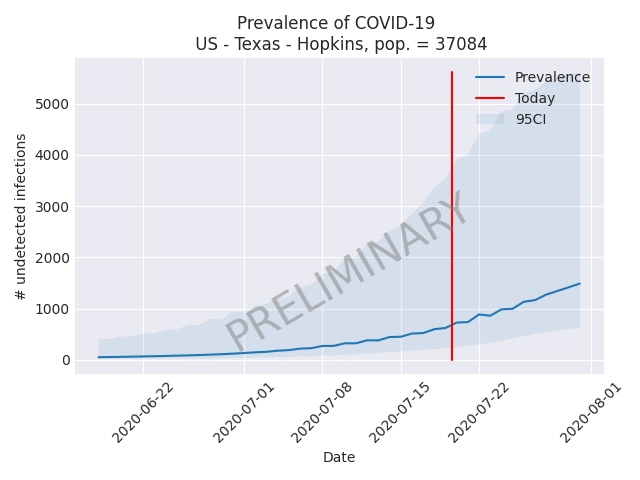 Prevalence of COVID-19
US - Texas - Hopkins, pop. = 37084
Prevalence
Today
95CI
# undetected infections
5000
4000
3000
2000
1000
0
PRELIMINARY
2020-06-22
2020-07-01
2020-07-08
2020-07-15
2020-07-22
2020-08-01
Date